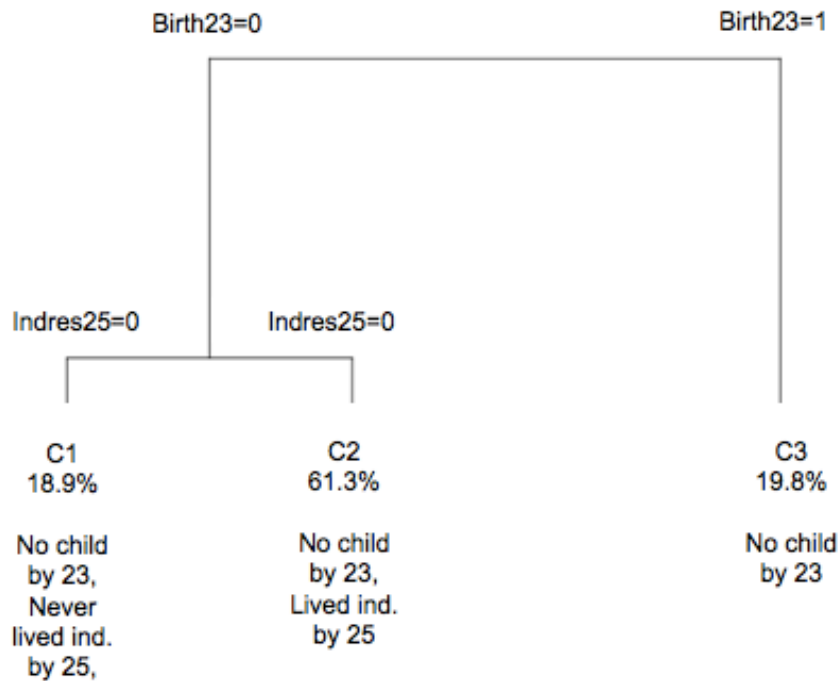 Birth23=0
Birth23=1
Indres25=0
Indres25=0
C1
18.9%
No child
by 23,
Never
lived ind.
by 25,
C2
61.3%
No child
by 23,
Lived ind.
by 25
C3
19.8%
No child
by 23